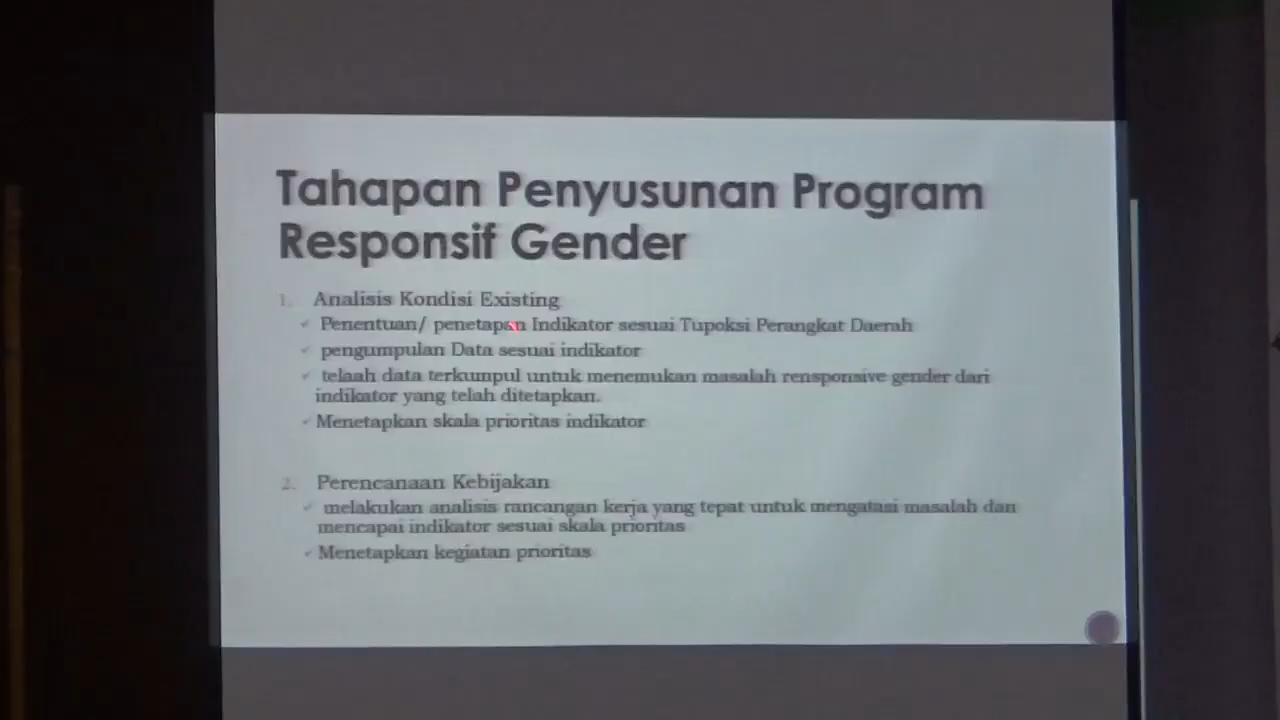 Tahapan Penyusunan Program
Responsif Gender
1. Analisis Kondisi Existing
✓ Penentuan/ penetapan Indikator sesuai Tupoksi Perangkat Daerah
✓ pengumpulan Data sesuai indikator
✓ telaah data terkumpul untuk menemukan masalah rensponsive gender dari
indikator yang telah ditetapkan.
✓ Menetapkan skala prioritas indikator
2. Perencanaan Kebijakan
✓ melakukan analisis rancangan kerja yang tepat untuk mengatasi masalah dan
mencapai indikator sesuai skala prioritas
✓ Menetapkan kegiatan prioritas